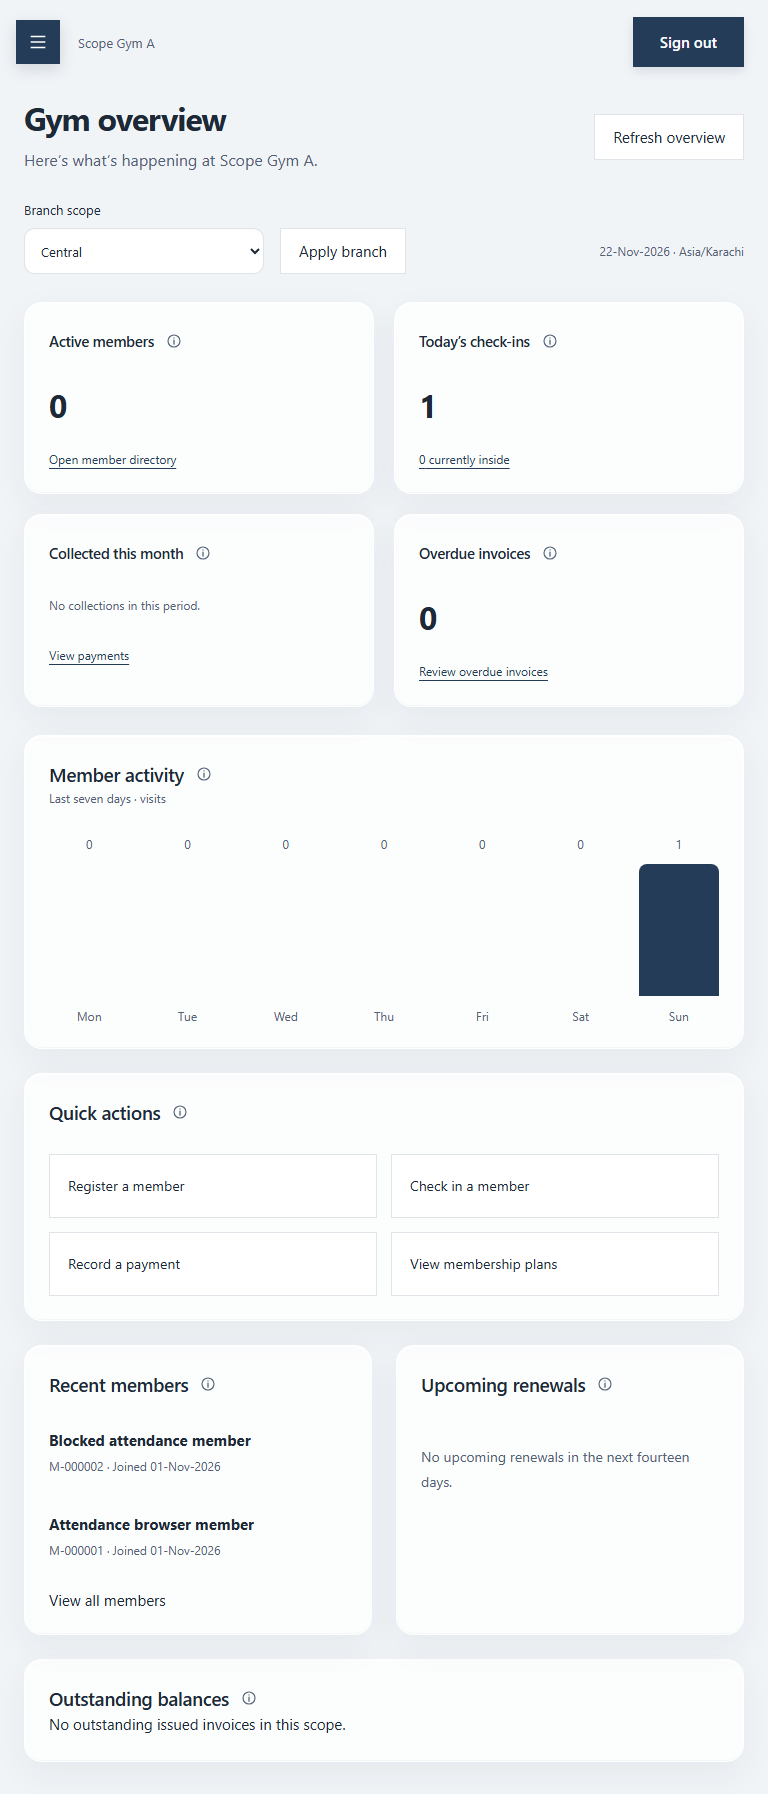 Scope Gym A
Sign out
Gym overview
Here’s what’s happening at Scope Gym A.
Refresh overview
Branch scope
Central
Apply branch
22-Nov-2026 · Asia/Karachi
Active members
0
Open member directory
Today’s check-ins
1
0 currently inside
Collected this month
No collections in this period.
View payments
Overdue invoices
0
Review overdue invoices
Member activity
Last seven days · visits
0 0 0 0 0 0 1
Mon Tue Wed Thu Fri Sat Sun
Quick actions
Register a member
Check in a member
Record a payment
View membership plans
Recent members
Blocked attendance member
M-000002 · Joined 01-Nov-2026
Attendance browser member
M-000001 · Joined 01-Nov-2026
View all members
Upcoming renewals
No upcoming renewals in the next fourteen
days.
Outstanding balances
No outstanding issued invoices in this scope.